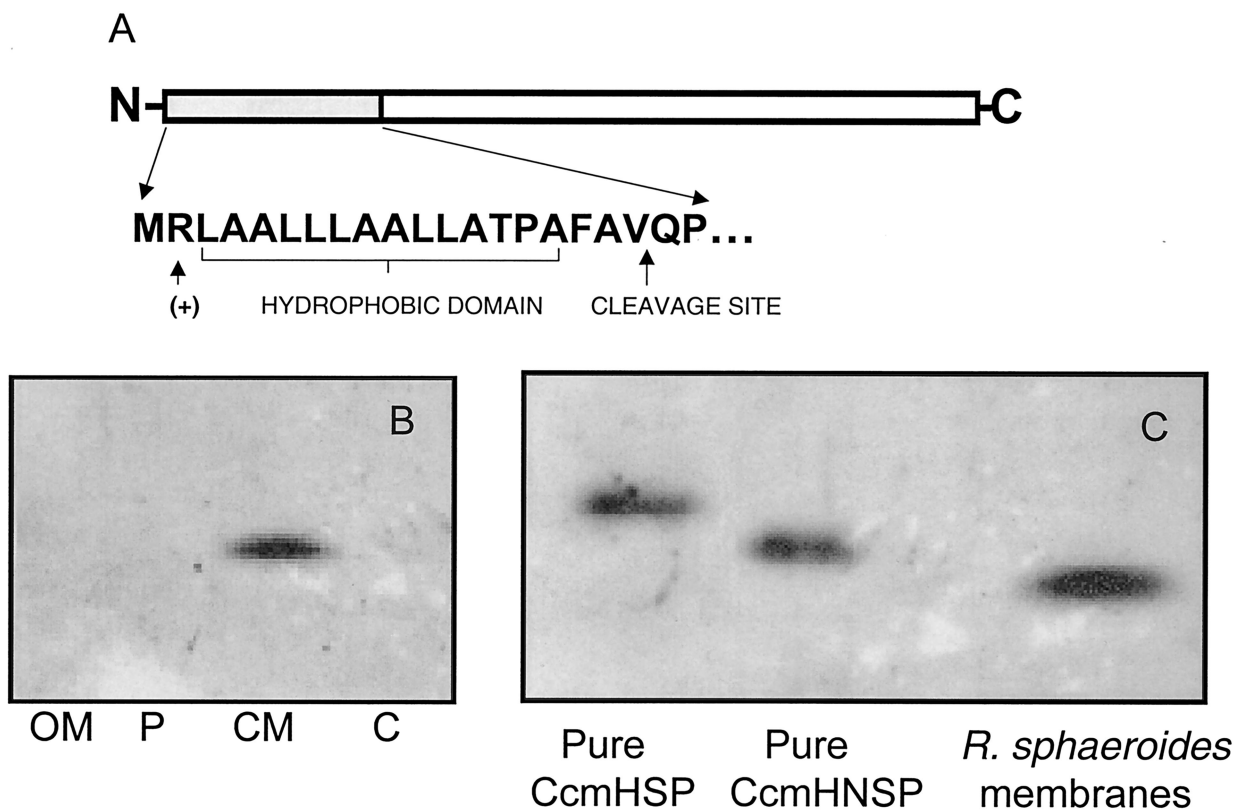 A
N C
MRLAALLLAALLATPAFAVQP...
(+) HYDROPHOBIC DOMAIN CLEAVAGE SITE
B
C
OM P CM C
Pure Pure R. sphaeroides
CcmHSP CcmHNSP membranes